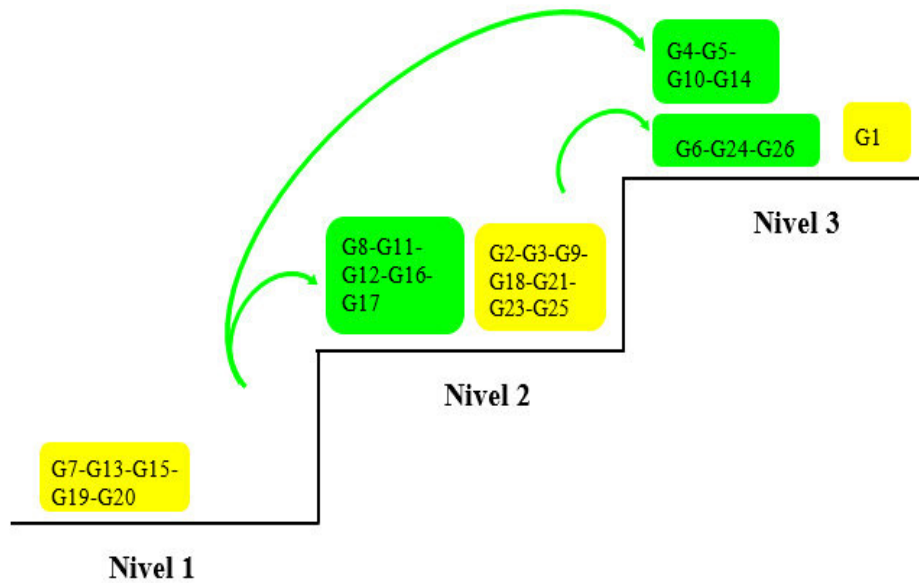 G4-G5-
G10-G14
G6-G24-G26
G1
Nivel 3
G8-G11-
G12-G16-
G17
G2-G3-G9-
G18-G21-
G23-G25
Nivel 2
G7-G13-G15-
G19-G20
Nivel 1